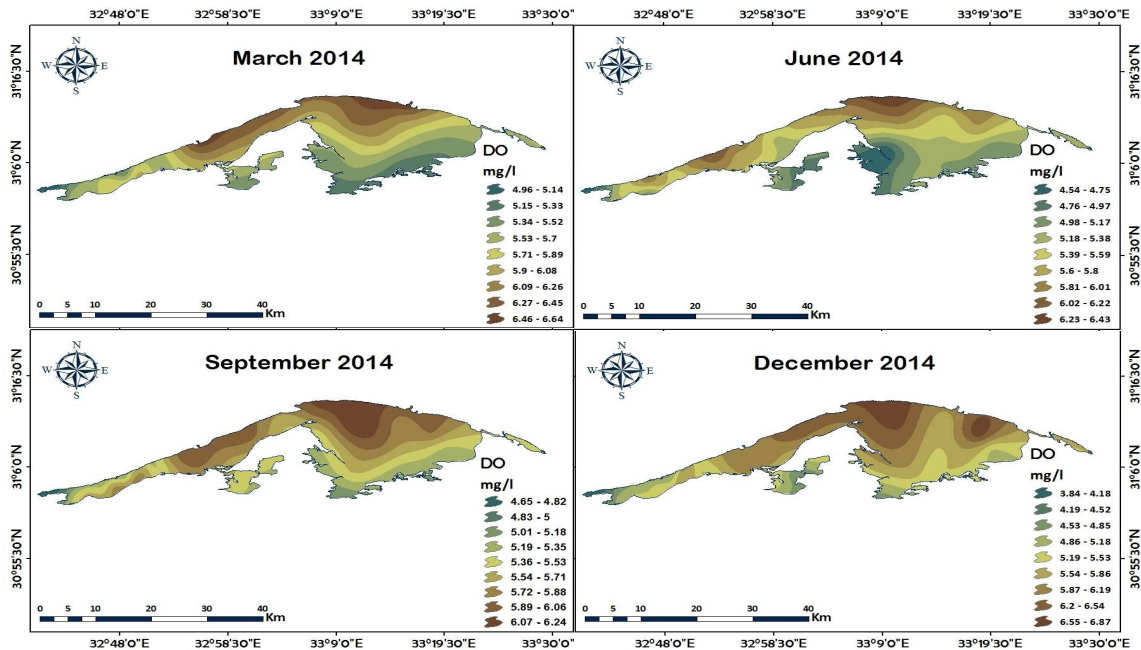 32°48'0"E 32°58'30"E 33°9'0"E 33°19'30"E 33°30'0"E 32°48'0"E 32°58'30"E 33°9'0"E 33°19'30"E 33°30'0"E
March 2014
N
W E
S
31°16'30"N
31°6'0"N
30°55'30"N
DO
mg/l
4.96 - 5.14
5.15 - 5.33
5.34 - 5.52
5.53 - 5.7
5.71 - 5.89
5.9 - 6.08
6.09 - 6.26
6.27 - 6.45
6.46 - 6.64
0 5 10 20 30 40
Km
June 2014
N
W E
S
31°16'30"N
31°6'0"N
30°55'30"N
DO
mg/l
4.54 - 4.75
4.76 - 4.97
4.98 - 5.17
5.18 - 5.38
5.39 - 5.59
5.6 - 5.8
5.81 - 6.01
6.02 - 6.22
6.23 - 6.43
0 5 10 20 30 40
Km
September 2014
N
W E
S
31°16'30"N
31°6'0"N
30°55'30"N
DO
mg/l
4.65 - 4.82
4.83 - 5
5.01 - 5.18
5.19 - 5.35
5.36 - 5.53
5.54 - 5.71
5.72 - 5.88
5.89 - 6.06
6.07 - 6.24
0 5 10 20 30 40
Km
December 2014
N
W E
S
31°16'30"N
31°6'0"N
30°55'30"N
DO
mg/l
3.84 - 4.18
4.19 - 4.52
4.53 - 4.85
4.86 - 5.18
5.19 - 5.53
5.54 - 5.86
5.87 - 6.19
6.2 - 6.54
6.55 - 6.87
0 5 10 20 30 40
Km
32°48'0"E 32°58'30"E 33°9'0"E 33°19'30"E 33°30'0"E 32°48'0"E 32°58'30"E 33°9'0"E 33°19'30"E 33°30'0"E